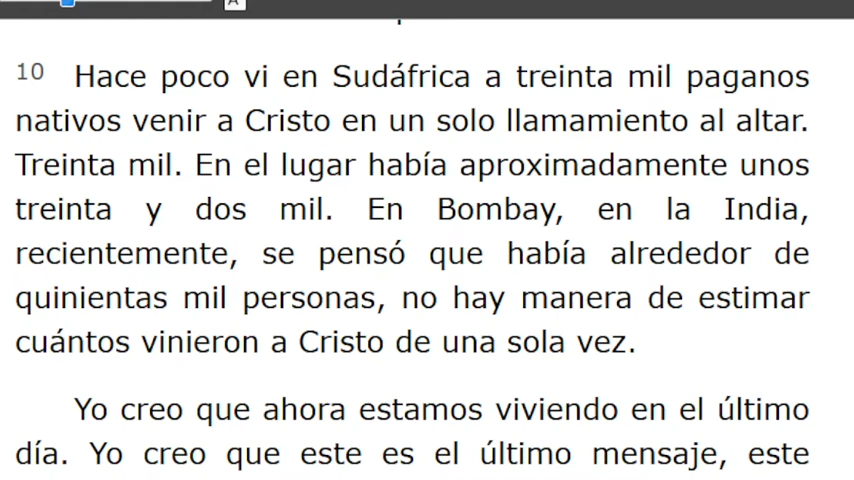 A
10 Hace poco vi en Sudáfrica a treinta mil paganos
nativos venir a Cristo en un solo llamamiento al altar.
Treinta mil. En el lugar había aproximadamente unos
treinta y dos mil. En Bombay, en la India,
recientemente, se pensó que había alrededor de
quinientas mil personas, no hay manera de estimar
cuántos vinieron a Cristo de una sola vez.
Yo creo que ahora estamos viviendo en el último
día. Yo creo que este es el último mensaje, este